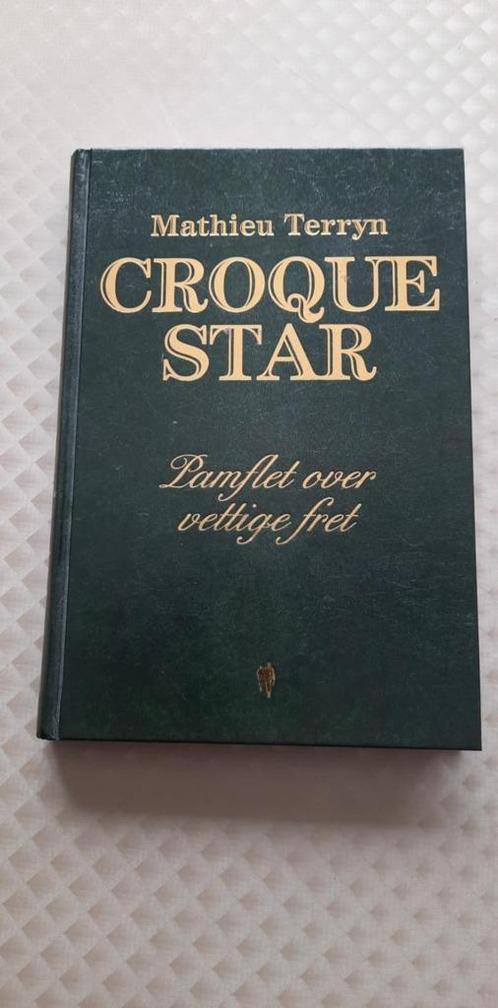 Mathieu Terryn
CROQUE
STAR
Pamflet over
vettige fret